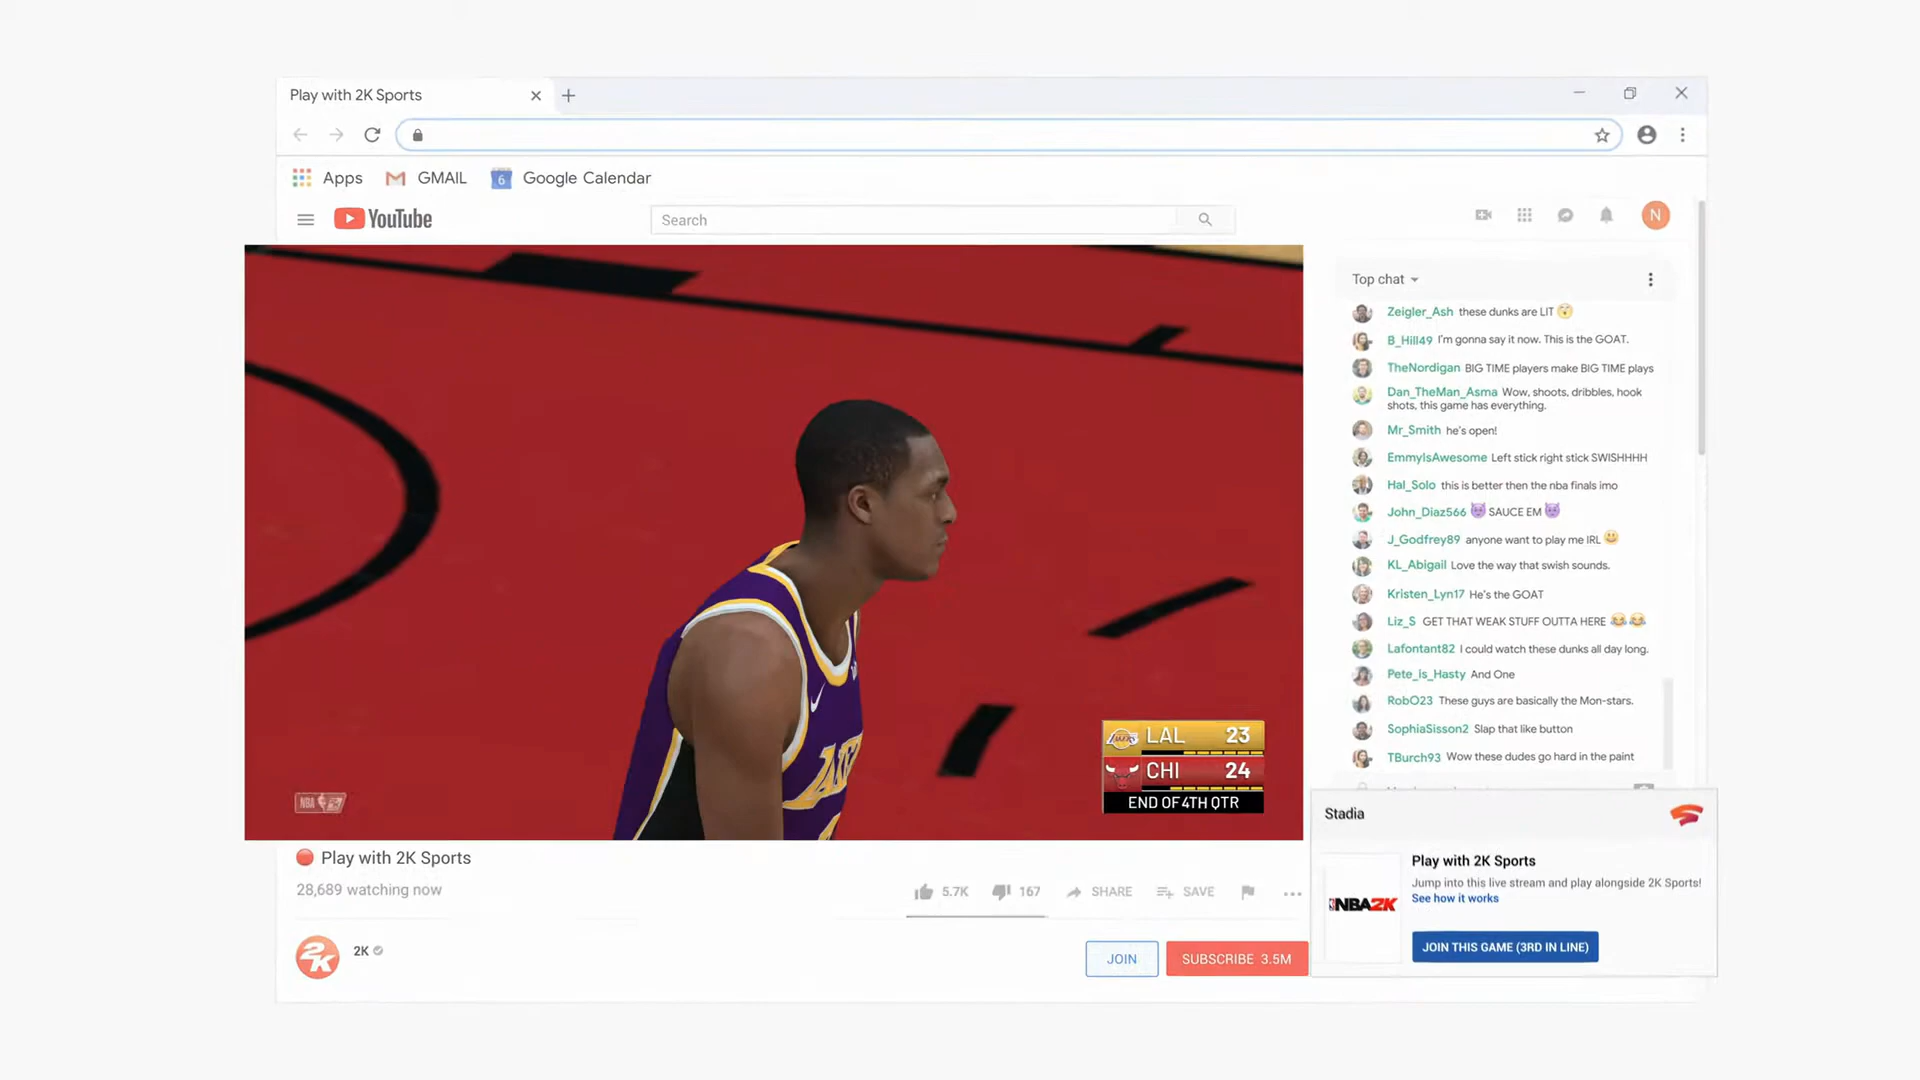 Play with 2K Sports
Apps GMAIL 6 Google Calendar
YouTube
Search
N
Top chat
Zeigler_Ash these dunks are LIT
B_Hill49 I'm gonna say it now. This is the GOAT.
TheNordigan BIG TIME players make BIG TIME plays
Dan_TheMan_Asma Wow, shoots, dribbles, hook
shots, this game has everything.
Mr_Smith he's open!
EmmyIsAwesome Left stick right stick SWISHHHH
Hal_Solo this is better then the nba finals imo
John_Diaz566 SAUCE EM
J_Godfrey89 anyone want to play me IRL
KL_Abigail Love the way that swish sounds.
Kristen_Lyn17 He's the GOAT
Liz_S GET THAT WEAK STUFF OUTTA HERE
Lafontant82 I could watch these dunks all day long.
Pete_Is_Hasty And One
RobO23 These guys are basically the Mon-stars.
SophiaSisson2 Slap that like button
TBurch93 Wow these dudes go hard in the paint
LAKERS LAL 23
CHI 24
END OF 4TH QTR
NBA 2K
Play with 2K Sports
28,689 watching now
5.7K 167 SHARE SAVE
2K 2K
JOIN SUBSCRIBE 3.5M
Stadia
Play with 2K Sports
Jump into this live stream and play alongside 2K Sports!
See how it works
NBA2K
JOIN THIS GAME (3RD IN LINE)